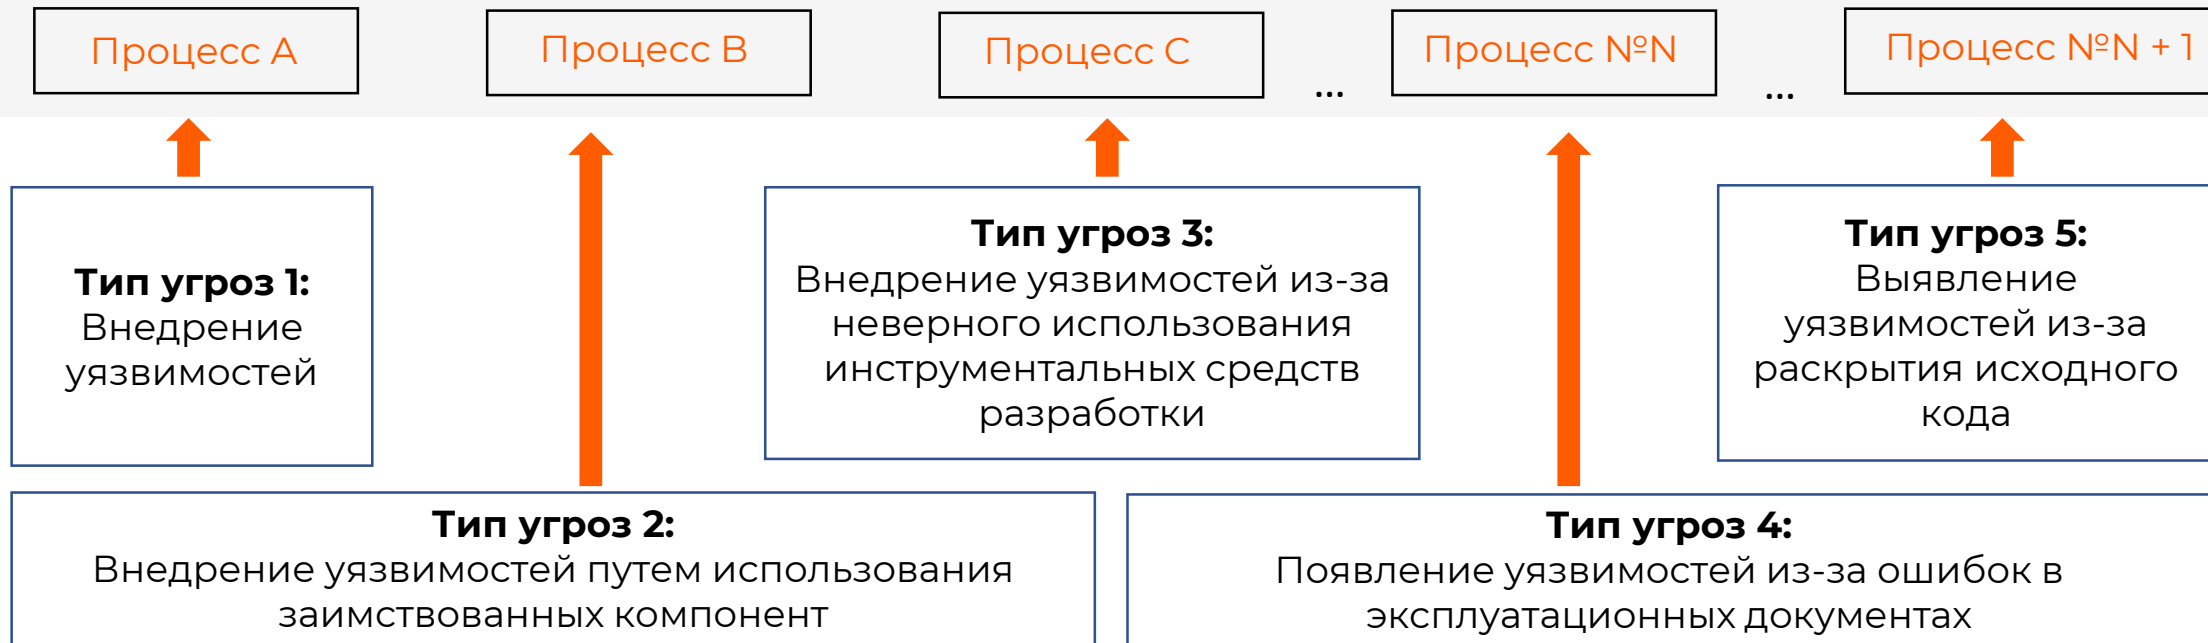 Процесс A
Процесс B
Процесс C
...
Процесс №N
...
Процесс №N + 1
Тип угроз 1:
Внедрение
уязвимостей
Тип угроз 3:
Внедрение уязвимостей из-за
неверного использования
инструментальных средств
разработки
Тип угроз 5:
Выявление
уязвимостей из-за
раскрытия исходного
кода
Тип угроз 2:
Внедрение уязвимостей путем использования
заимствованных компонент
Тип угроз 4:
Появление уязвимостей из-за ошибок в
эксплуатационных документах